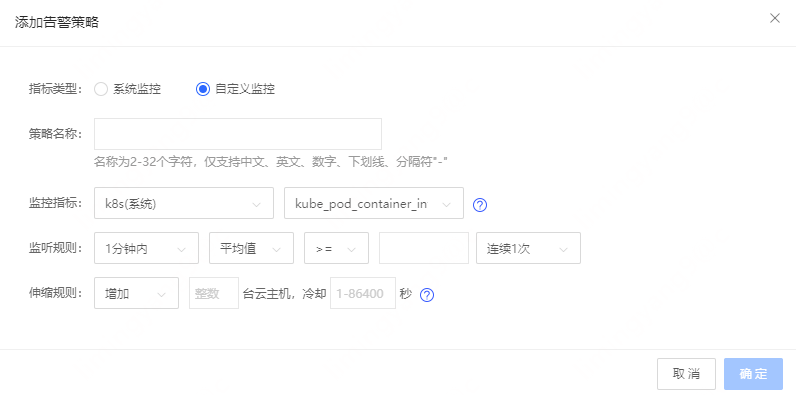 添加告警策略
指标类型: 系统监控 自定义监控
策略名称:
名称为2-32个字符，仅支持中文、英文、数字、下划线、分隔符"-"
监控指标: k8s(系统) kube_pod_container_in
监听规则: 1分钟内 平均值 >= 连续1次
伸缩规则: 增加 整数 台云主机，冷却 1-86400 秒
取消 确定